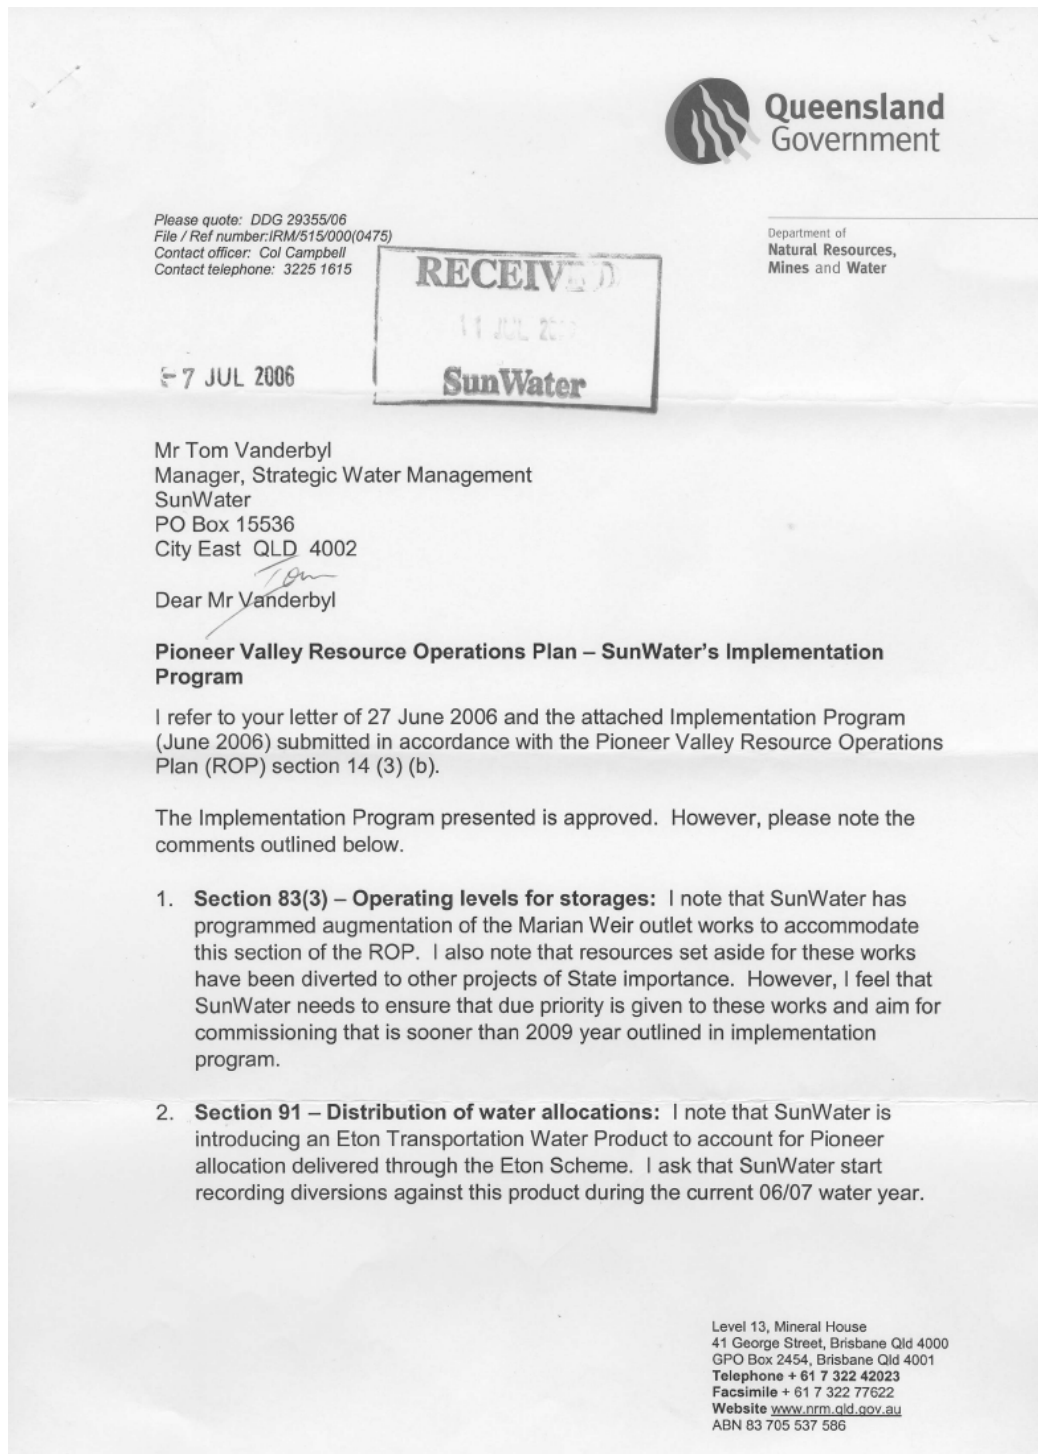 Queensland
Government
Please quote: DDG 29355/06
File / Ref number:IRM/515/000(0475)
Contact officer: Col Campbell
Contact telephone: 3225 1615
Department of
Natural Resources,
Mines and Water
RECEIVED
11 JUL
SunWater
7 JUL 2006
Mr Tom Vanderbyl
Manager, Strategic Water Management
SunWater
PO Box 15536
City East QLD 4002
Tom
Dear Mr Vanderbyl
Pioneer Valley Resource Operations Plan – SunWater's Implementation
Program
I refer to your letter of 27 June 2006 and the attached Implementation Program
(June 2006) submitted in accordance with the Pioneer Valley Resource Operations
Plan (ROP) section 14 (3) (b).
The Implementation Program presented is approved. However, please note the
comments outlined below.
1. Section 83(3) – Operating levels for storages: I note that SunWater has
programmed augmentation of the Marian Weir outlet works to accommodate
this section of the ROP. I also note that resources set aside for these works
have been diverted to other projects of State importance. However, I feel that
SunWater needs to ensure that due priority is given to these works and aim for
commissioning that is sooner than 2009 year outlined in implementation
program.
2. Section 91 – Distribution of water allocations: I note that SunWater is
introducing an Eton Transportation Water Product to account for Pioneer
allocation delivered through the Eton Scheme. I ask that SunWater start
recording diversions against this product during the current 06/07 water year.
Level 13, Mineral House
41 George Street, Brisbane Qld 4000
GPO Box 2454, Brisbane Qld 4001
Telephone + 61 7 322 42023
Facsimile + 61 7 322 77622
Website www.nrm.qld.gov.au
ABN 83 705 537 586